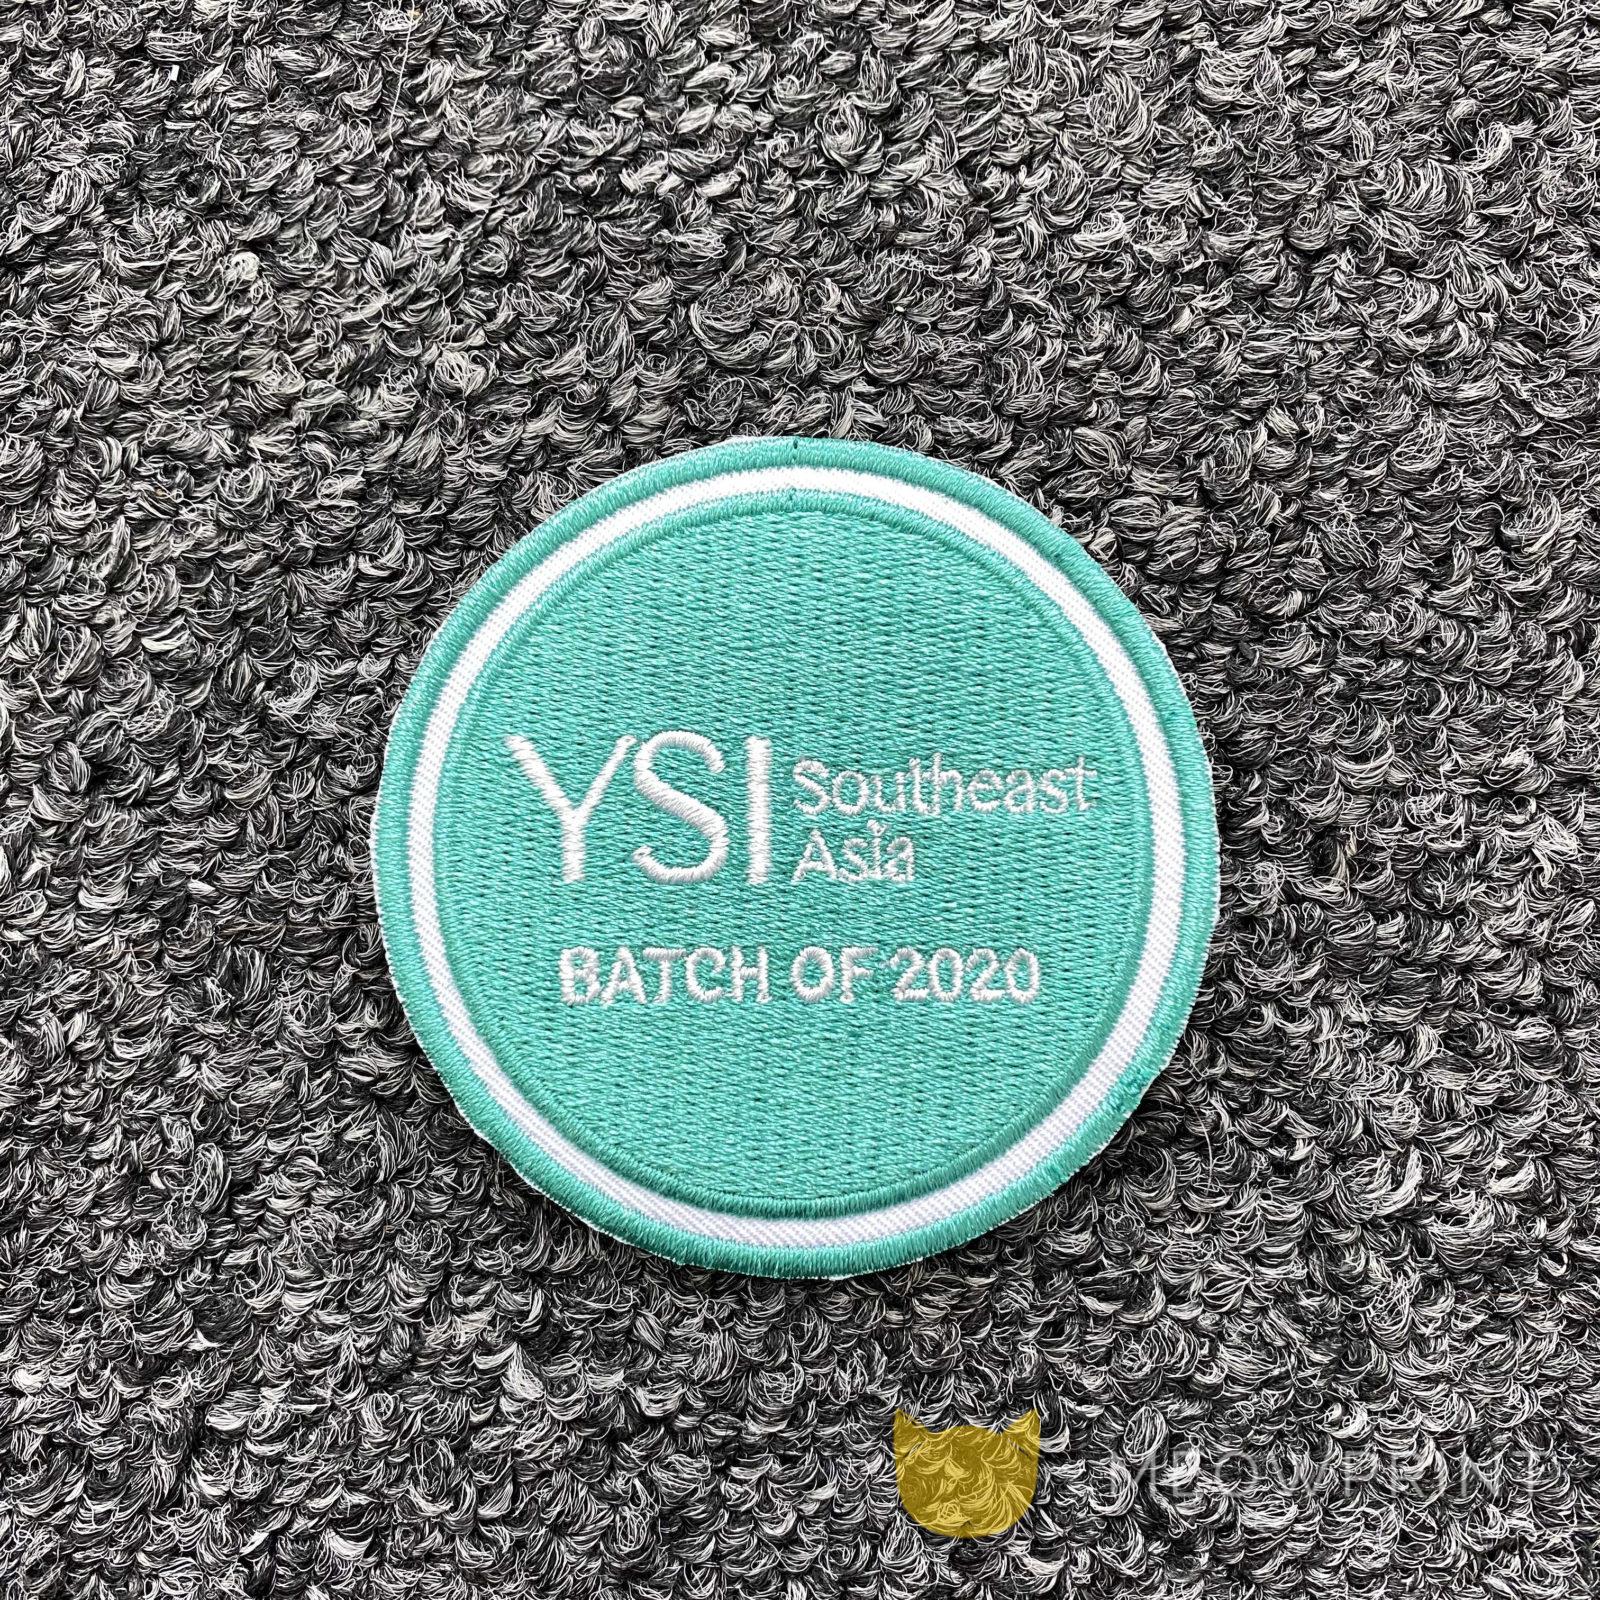 YSI Southeast
Asia
BATCH OF 2020
MEOWPRINT